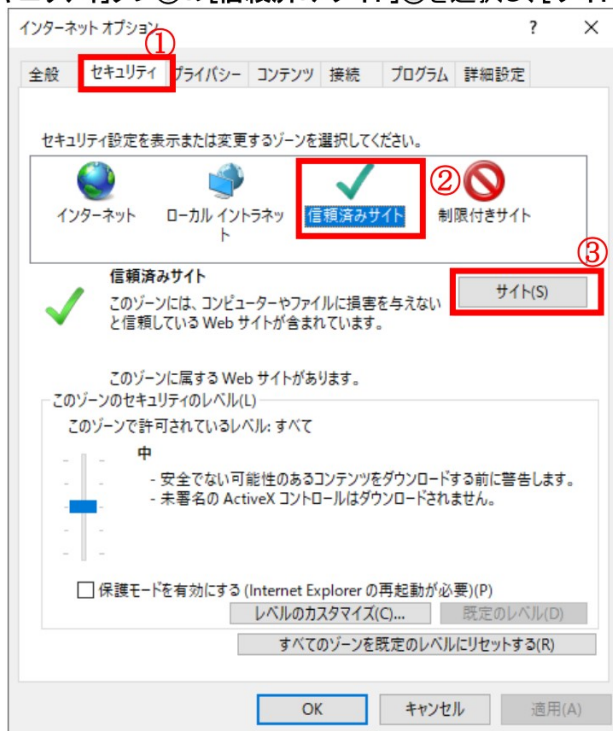 インターネット オプション ? ×
①
全般 セキュリティ プライバシー コンテンツ 接続 プログラム 詳細設定
セキュリティ設定を表示または変更するゾーンを選択してください。
②
インターネット ローカル イントラネット 信頼済みサイト 制限付きサイト
③
信頼済みサイト
サイト(S)
このゾーンには、コンピューターやファイルに損害を与えない
と信頼している Web サイトが含まれています。
このゾーンに属する Web サイトがあります。
このゾーンのセキュリティのレベル(L)
このゾーンで許可されているレベル: すべて
中
- 安全でない可能性のあるコンテンツをダウンロードする前に警告します。
- 未署名の ActiveX コントロールはダウンロードされません。
保護モードを有効にする (Internet Explorer の再起動が必要)(P)
レベルのカスタマイズ(C)... 既定のレベル(D)
すべてのゾーンを既定のレベルにリセットする(R)
OK キャンセル 適用(A)